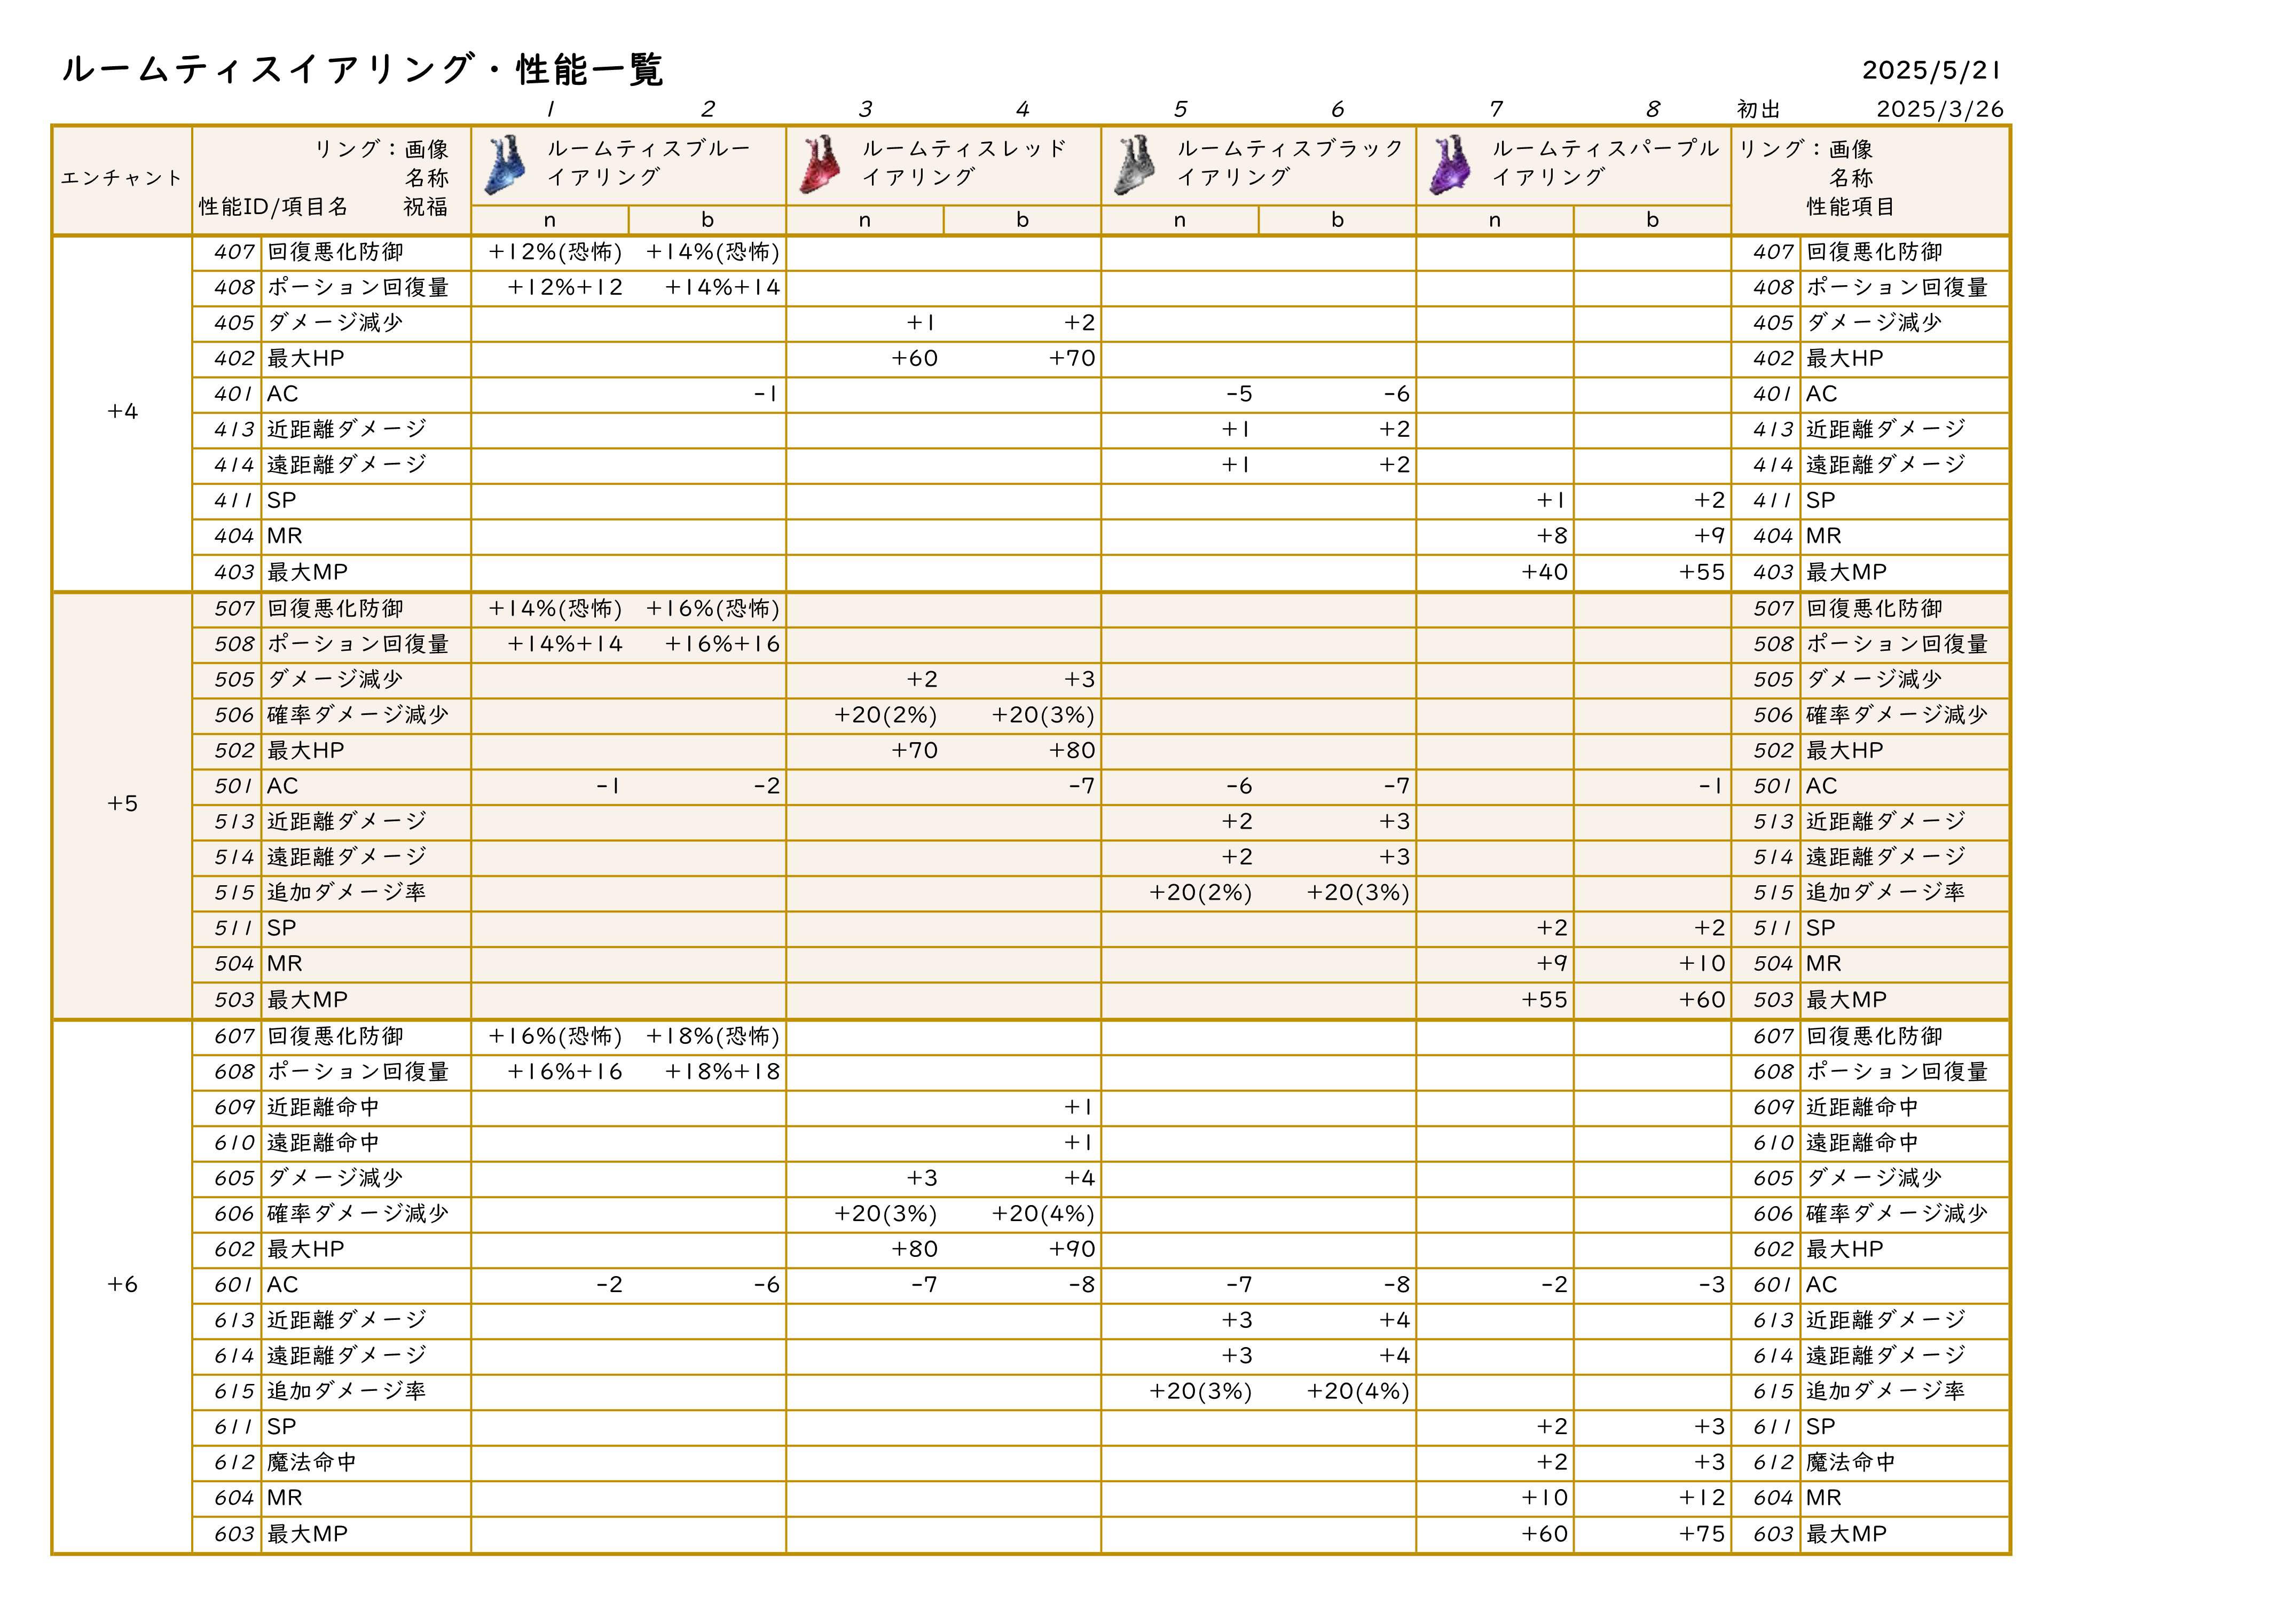 ルームティスイアリング・性能一覧 2025/5/21
1 2 3 4 5 6 7 8 初出 2025/3/26
エンチャント
リング：画像
名称
性能ID/項目名 祝福
ルームティスブルー
イアリング
ルームティスレッド
イアリング
ルームティスブラック
イアリング
ルームティスパープル
イアリング
リング：画像
名称
性能項目
n b n b n b n b
+4
407 回復悪化防御 +12%(恐怖) +14%(恐怖) 407 回復悪化防御
408 ポーション回復量 +12%+12 +14%+14 408 ポーション回復量
405 ダメージ減少 +1 +2 405 ダメージ減少
402 最大HP +60 +70 402 最大HP
401 AC -1 -5 -6 401 AC
413 近距離ダメージ +1 +2 413 近距離ダメージ
414 遠距離ダメージ +1 +2 414 遠距離ダメージ
411 SP +1 +2 411 SP
404 MR +8 +9 404 MR
403 最大MP +40 +55 403 最大MP
+5
507 回復悪化防御 +14%(恐怖) +16%(恐怖) 507 回復悪化防御
508 ポーション回復量 +14%+14 +16%+16 508 ポーション回復量
505 ダメージ減少 +2 +3 505 ダメージ減少
506 確率ダメージ減少 +20(2%) +20(3%) 506 確率ダメージ減少
502 最大HP +70 +80 502 最大HP
501 AC -1 -2 -7 -6 -7 -1 501 AC
513 近距離ダメージ +2 +3 513 近距離ダメージ
514 遠距離ダメージ +2 +3 514 遠距離ダメージ
515 追加ダメージ率 +20(2%) +20(3%) 515 追加ダメージ率
511 SP +2 +2 511 SP
504 MR +9 +10 504 MR
503 最大MP +55 +60 503 最大MP
+6
607 回復悪化防御 +16%(恐怖) +18%(恐怖) 607 回復悪化防御
608 ポーション回復量 +16%+16 +18%+18 608 ポーション回復量
609 近距離命中 +1 609 近距離命中
610 遠距離命中 +1 610 遠距離命中
605 ダメージ減少 +3 +4 605 ダメージ減少
606 確率ダメージ減少 +20(3%) +20(4%) 606 確率ダメージ減少
602 最大HP +80 +90 602 最大HP
601 AC -2 -6 -7 -8 -7 -8 -2 -3 601 AC
613 近距離ダメージ +3 +4 613 近距離ダメージ
614 遠距離ダメージ +3 +4 614 遠距離ダメージ
615 追加ダメージ率 +20(3%) +20(4%) 615 追加ダメージ率
611 SP +2 +3 611 SP
612 魔法命中 +2 +3 612 魔法命中
604 MR +10 +12 604 MR
603 最大MP +60 +75 603 最大MP